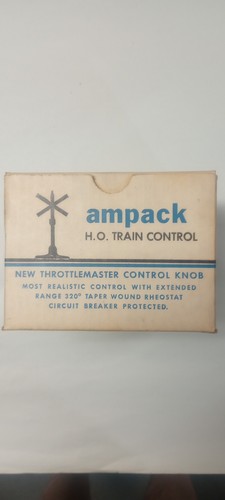 ampack
H.O. TRAIN CONTROL
NEW THROTTLEMASTER CONTROL KNOB
MOST REALISTIC CONTROL WITH EXTENDED
RANGE 320° TAPER WOUND RHEOSTAT
CIRCUIT BREAKER PROTECTED.